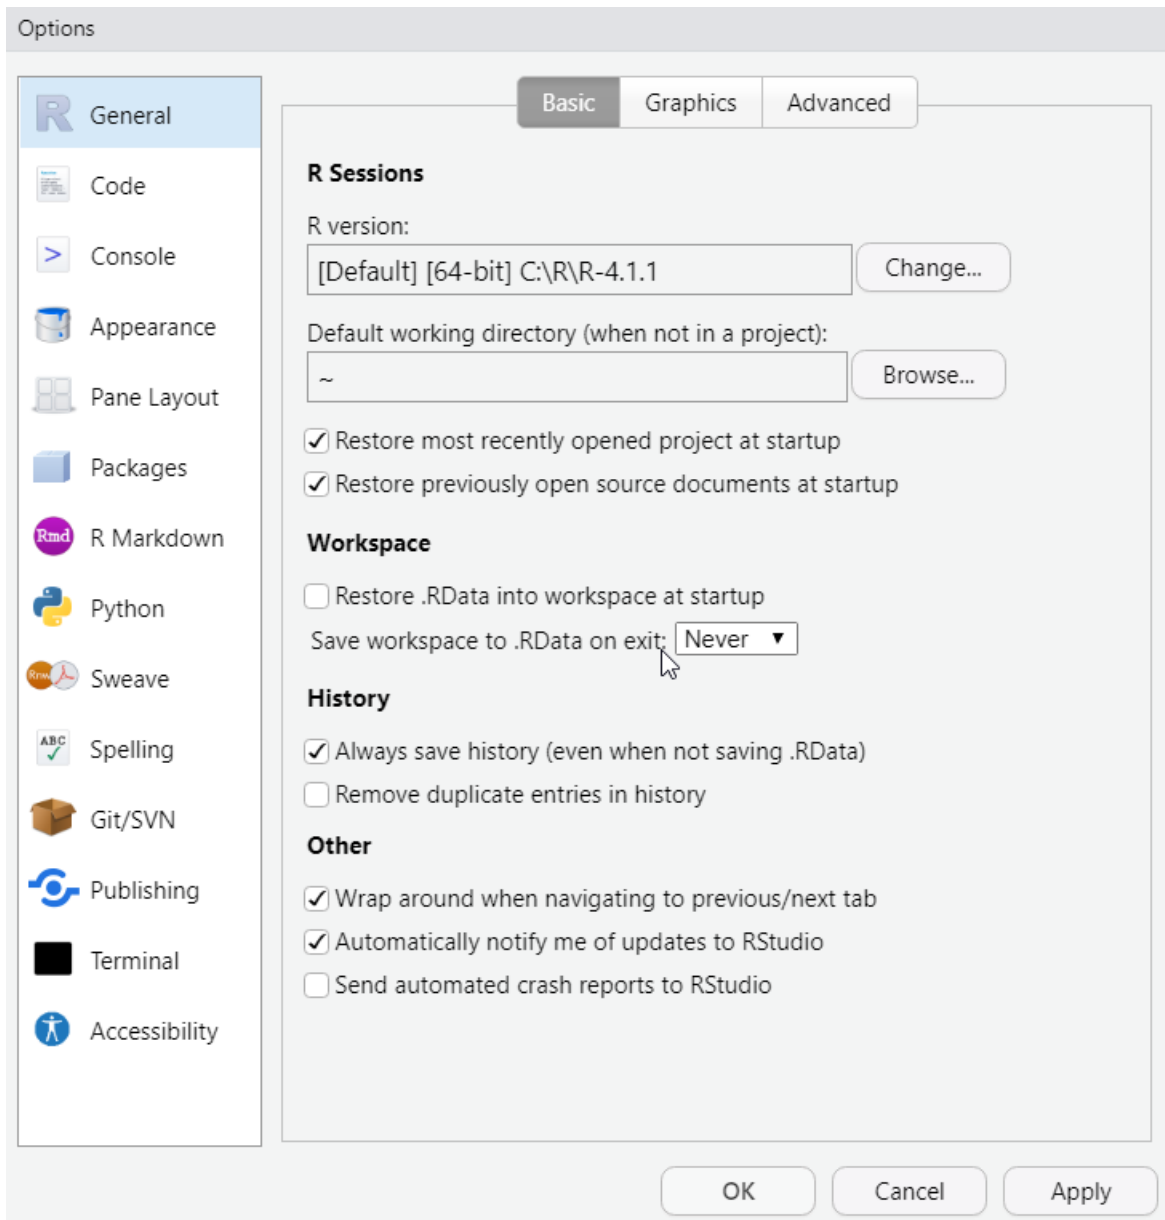 Options
General
Code
Console
Appearance
Pane Layout
Packages
R Markdown
Python
Sweave
Spelling
Git/SVN
Publishing
Terminal
Accessibility
R
>
Rmd
Rnw
ABC
Basic Graphics Advanced
R Sessions
R version:
[Default] [64-bit] C:\R\R-4.1.1 Change...
Default working directory (when not in a project):
~ Browse...
Restore most recently opened project at startup
Restore previously open source documents at startup
Workspace
Restore .RData into workspace at startup
Save workspace to .RData on exit: Never
History
Always save history (even when not saving .RData)
Remove duplicate entries in history
Other
Wrap around when navigating to previous/next tab
Automatically notify me of updates to RStudio
Send automated crash reports to RStudio
OK Cancel Apply